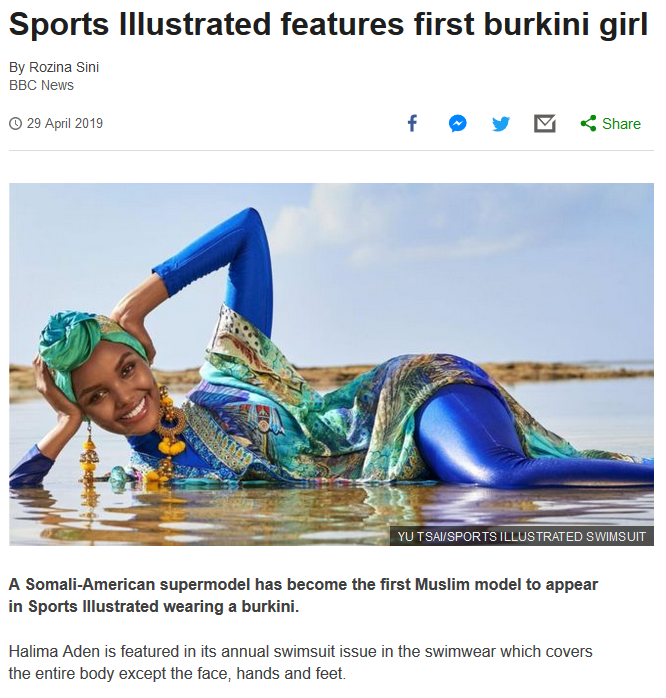 Sports Illustrated features first burkini girl
By Rozina Sini
BBC News
29 April 2019
Share
YU TSAI/SPORTS ILLUSTRATED SWIMSUIT
A Somali-American supermodel has become the first Muslim model to appear
in Sports Illustrated wearing a burkini.
Halima Aden is featured in its annual swimsuit issue in the swimwear which covers
the entire body except the face, hands and feet.